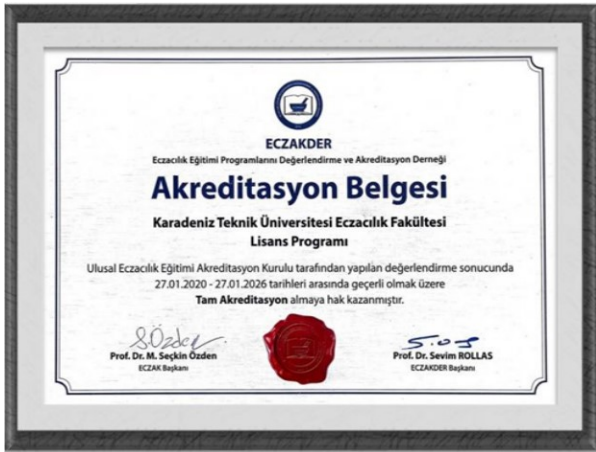 ECZAKDER
Eczacılık Eğitimi Programlarını Değerlendirme ve Akreditasyon Derneği
Akreditasyon Belgesi
Karadeniz Teknik Üniversitesi Eczacılık Fakültesi
Lisans Programı
Ulusal Eczacılık Eğitimi Akreditasyon Kurulu tarafından yapılan değerlendirme sonucunda
27.01.2020 - 27.01.2026 tarihleri arasında geçerli olmak üzere
Tam Akreditasyon almaya hak kazanmıştır.
S.Özden
Prof. Dr. M. Seçkin Özden
ECZAK Başkanı
Prof. Dr. Sevim ROLLAS
ECZAKDER Başkanı